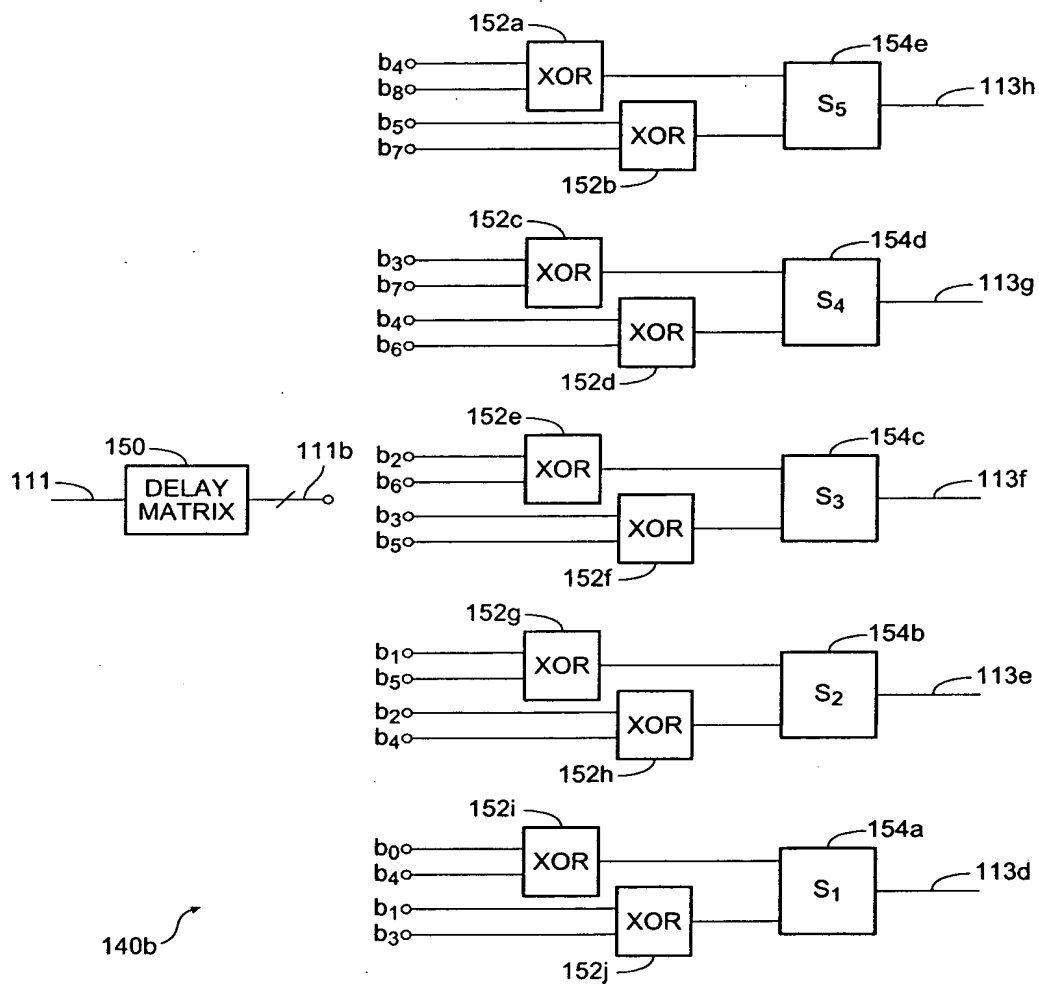 152a
154e
b4
b8
XOR
S5
113h
b5
b7
XOR
152b
152c
154d
b3
b7
XOR
S4
113g
b4
b6
XOR
152d
152e
154c
150
111b
111
DELAY
MATRIX
b2
b6
XOR
S3
113f
b3
b5
XOR
152f
152g
154b
b1
b5
XOR
S2
113e
b2
b4
XOR
152h
152i
154a
b0
b4
XOR
S1
113d
b1
b3
XOR
152j
140b